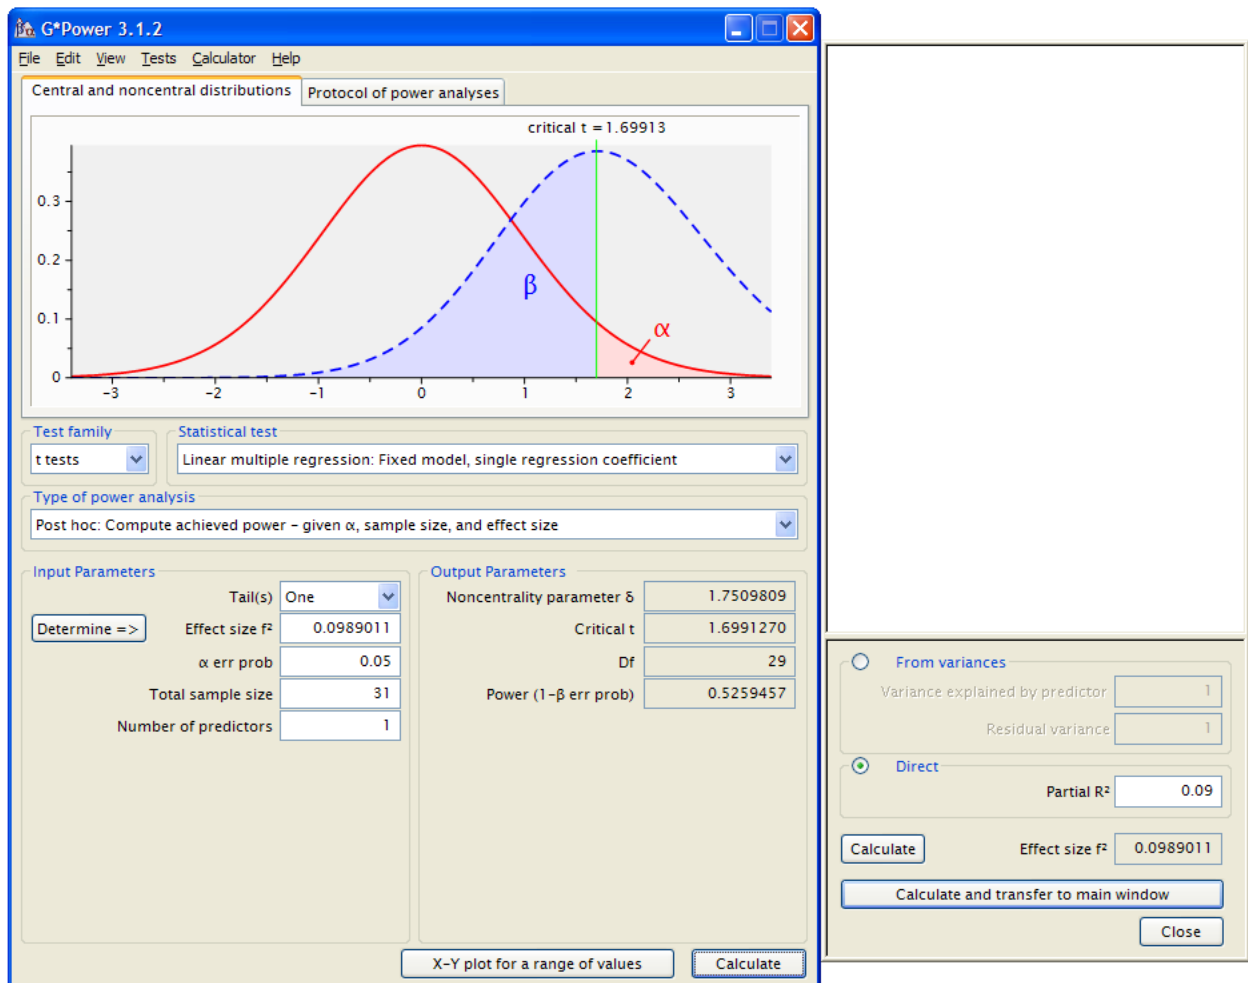 G*Power 3.1.2
File Edit View Tests Calculator Help
Central and noncentral distributions Protocol of power analyses
critical t = 1.69913
0.3
0.2
0.1
0
β
α
-3 -2 -1 0 1 2 3
Test family
t tests
Statistical test
Linear multiple regression: Fixed model, single regression coefficient
Type of power analysis
Post hoc: Compute achieved power – given α, sample size, and effect size
Input Parameters
Tail(s) One
Determine => Effect size f² 0.0989011
α err prob 0.05
Total sample size 31
Number of predictors 1
Output Parameters
Noncentrality parameter δ 1.7509809
Critical t 1.6991270
Df 29
Power (1-β err prob) 0.5259457
X-Y plot for a range of values Calculate
From variances
Variance explained by predictor 1
Residual variance 1
Direct
Partial R² 0.09
Calculate Effect size f² 0.0989011
Calculate and transfer to main window
Close